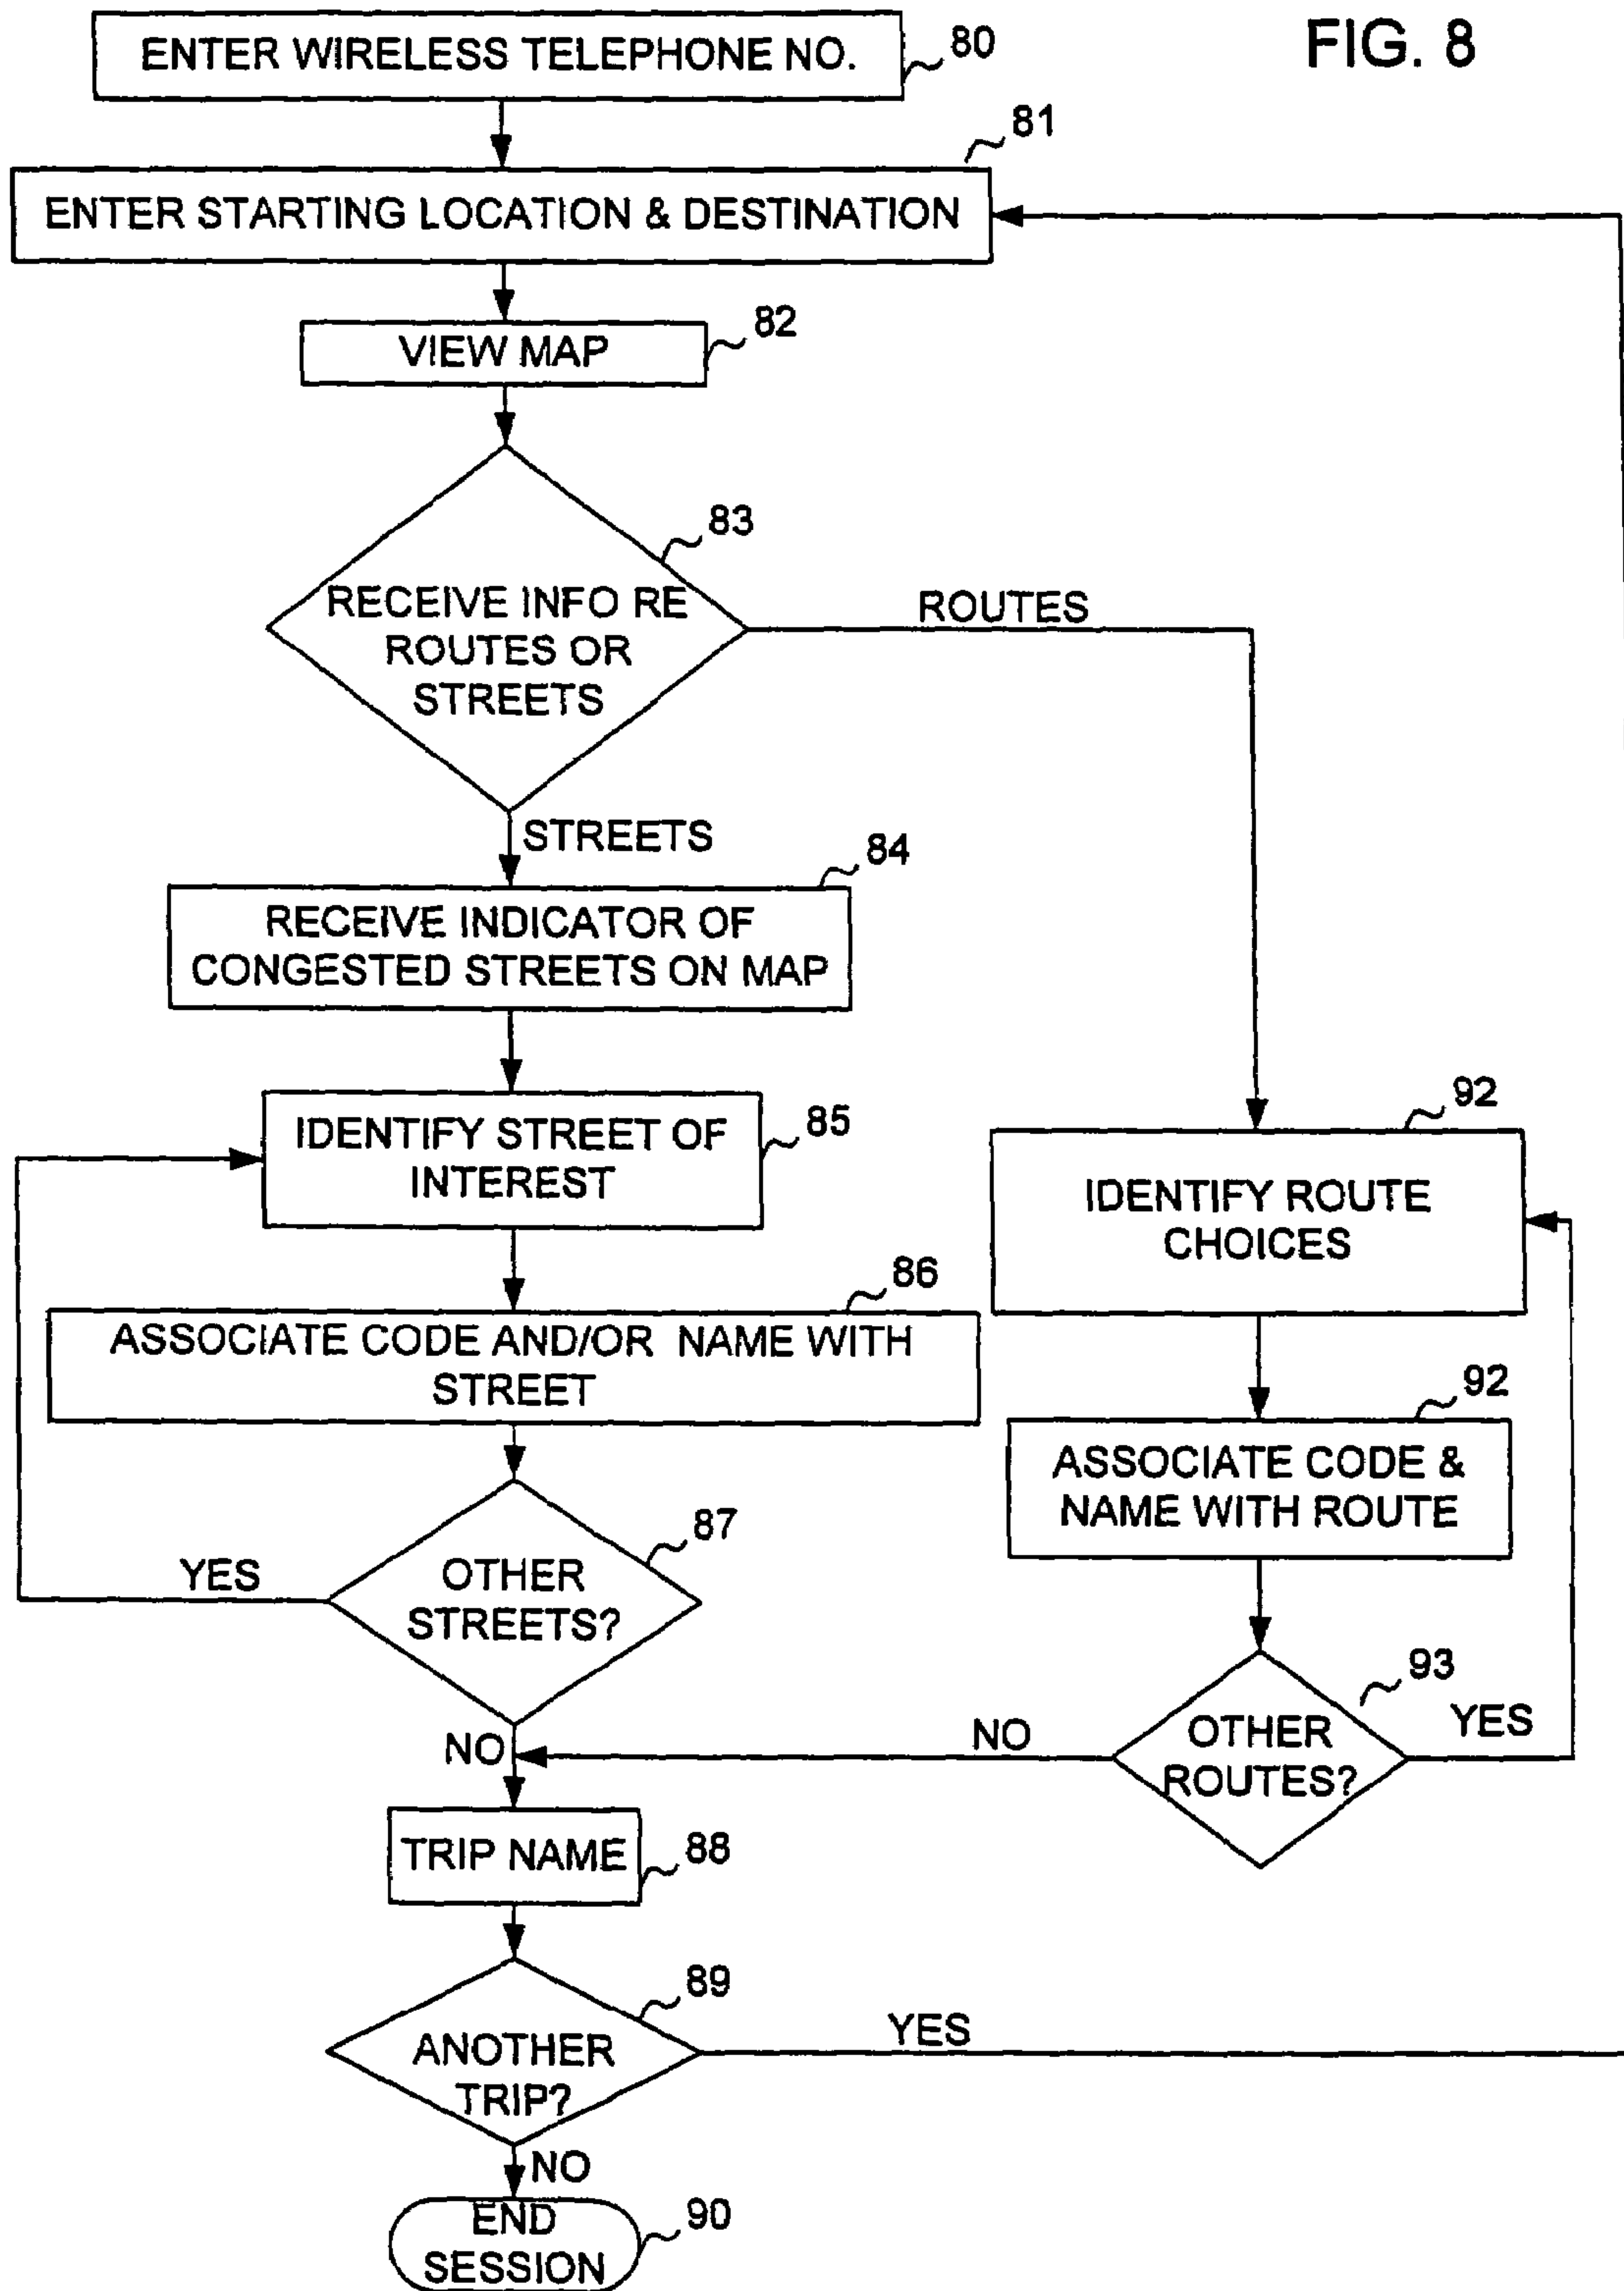 FIG. 8
ENTER WIRELESS TELEPHONE NO.
80
81
ENTER STARTING LOCATION & DESTINATION
VIEW MAP
82
83
RECEIVE INFO RE
ROUTES OR
STREETS
ROUTES
STREETS
84
RECEIVE INDICATOR OF
CONGESTED STREETS ON MAP
IDENTIFY STREET OF
INTEREST
85
92
IDENTIFY ROUTE
CHOICES
86
ASSOCIATE CODE AND/OR NAME WITH
STREET
92
ASSOCIATE CODE &
NAME WITH ROUTE
87
OTHER
STREETS?
YES
NO
93
OTHER
ROUTES?
YES
NO
TRIP NAME
88
89
ANOTHER
TRIP?
YES
NO
END
SESSION
90